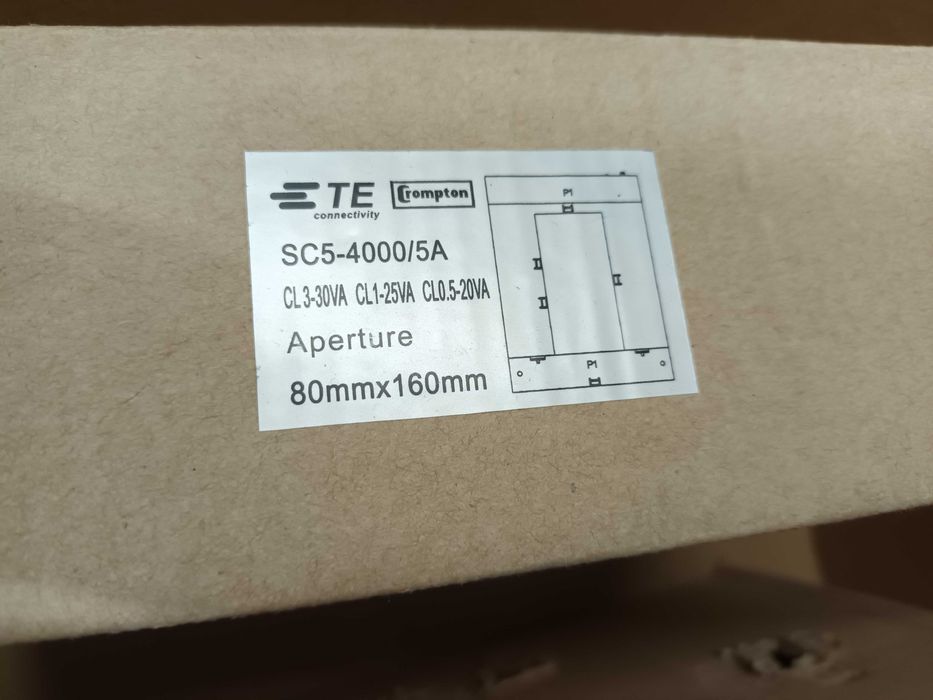 TE
connectivity
Crompton
SC5-4000/5A
CL3-30VA CL1-25VA CL0.5-20VA
Aperture
80mmx160mm
P1
P1